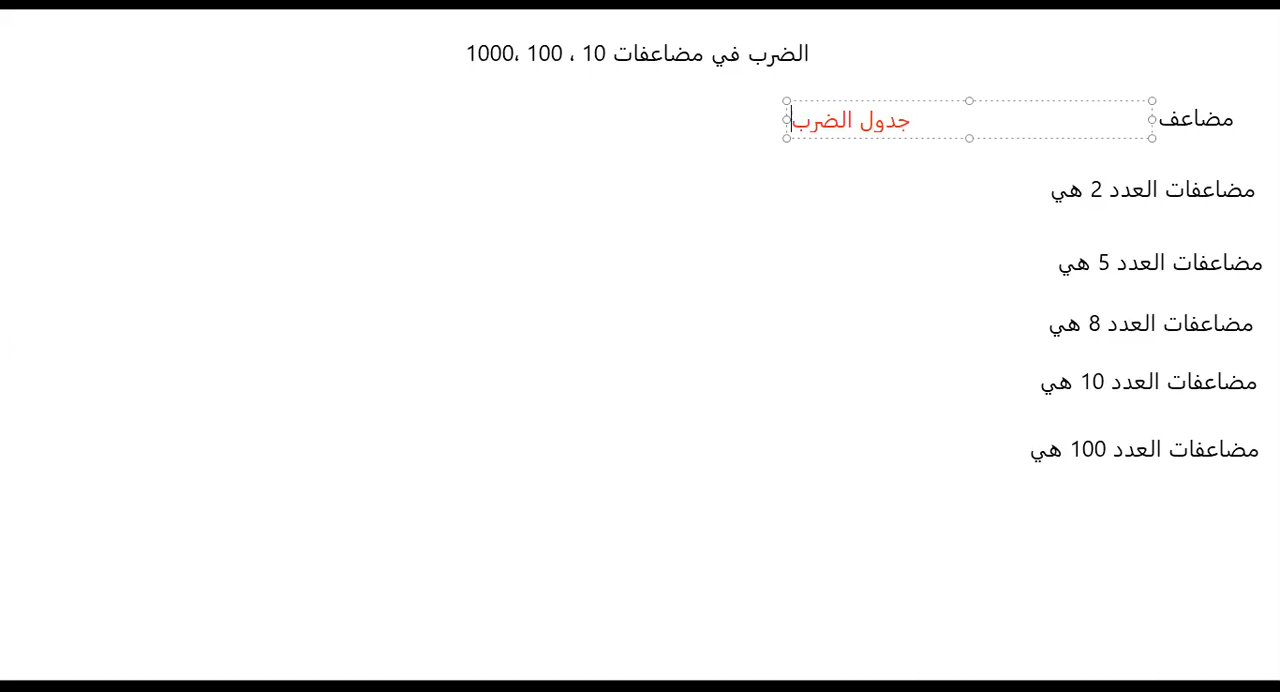 الضرب في مضاعفات 10 ، 100 ،1000
مضاعف جدول الضرب
مضاعفات العدد 2 هي
مضاعفات العدد 5 هي
مضاعفات العدد 8 هي
مضاعفات العدد 10 هي
مضاعفات العدد 100 هي